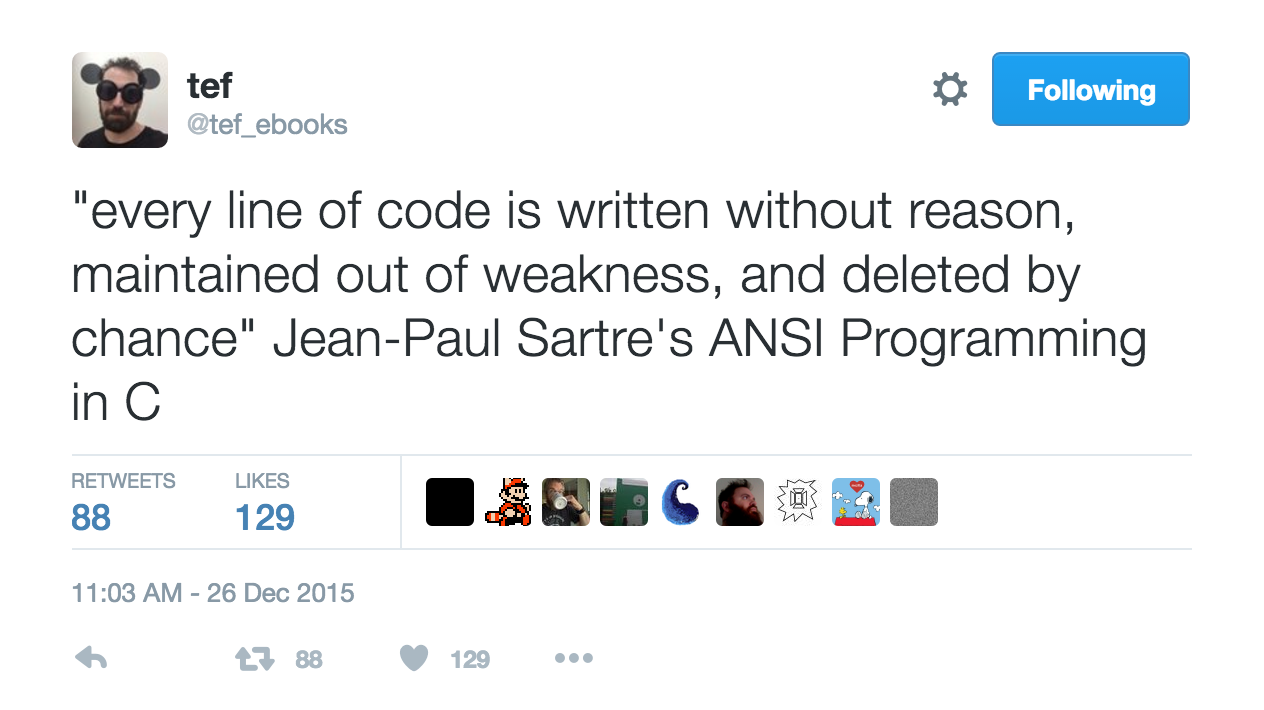 tef
@tef_ebooks
Following
"every line of code is written without reason,
maintained out of weakness, and deleted by
chance" Jean-Paul Sartre's ANSI Programming
in C
RETWEETS
88
LIKES
129
11:03 AM - 26 Dec 2015
88
129